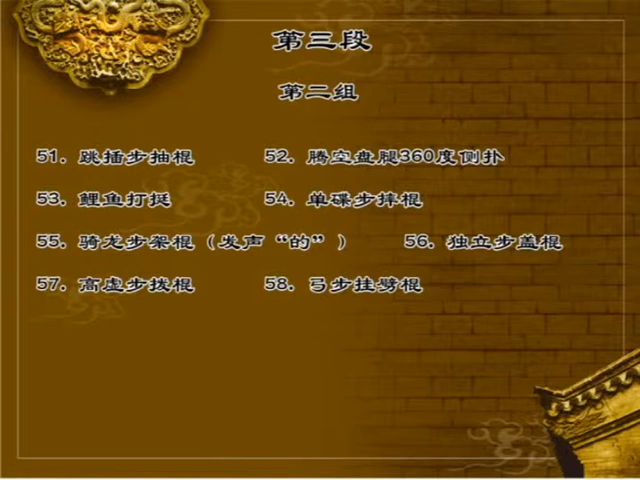 第三段
第二组
51．跳插步抽棍 52．腾空盘腿360度侧扑
53．鲤鱼打挺 54．单碟步摔棍
55．骑龙步架棍（发声“的”） 56．独立步盖棍
57．高虚步拨棍 58．弓步挂劈棍